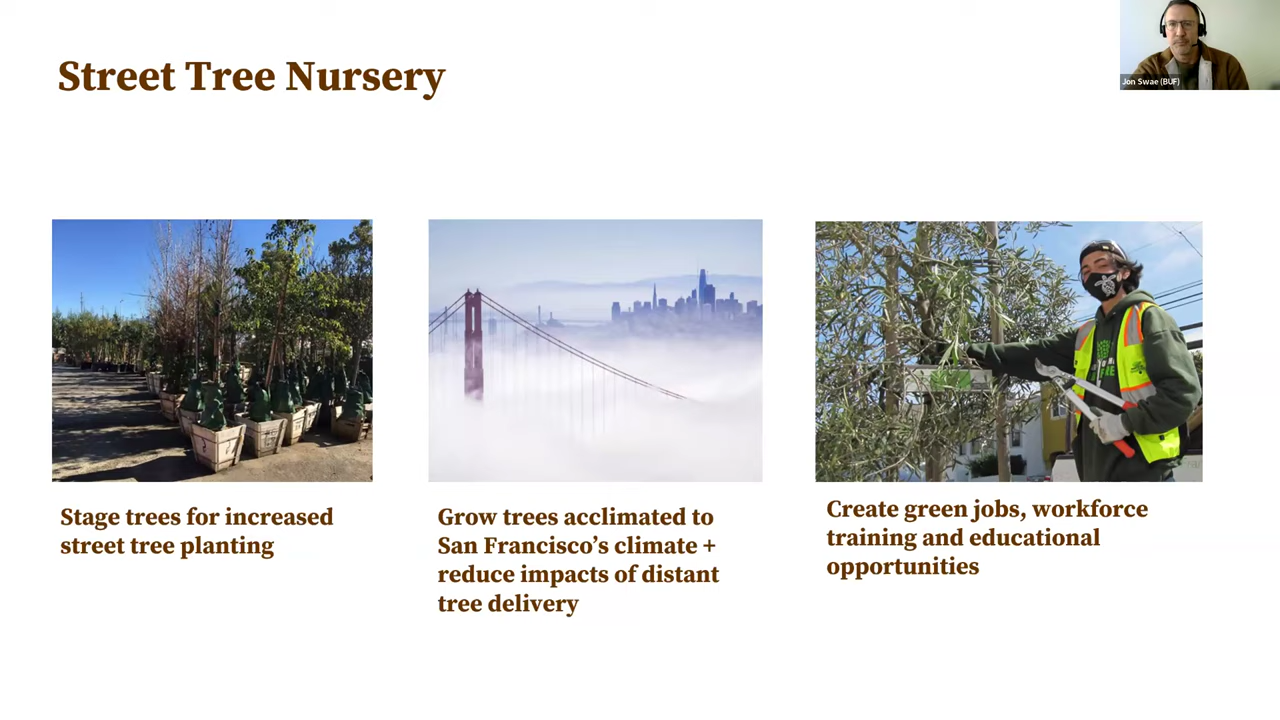 Street Tree Nursery
Jon Swae (BUF)
Stage trees for increased
street tree planting
Grow trees acclimated to
San Francisco’s climate +
reduce impacts of distant
tree delivery
Create green jobs, workforce
training and educational
opportunities